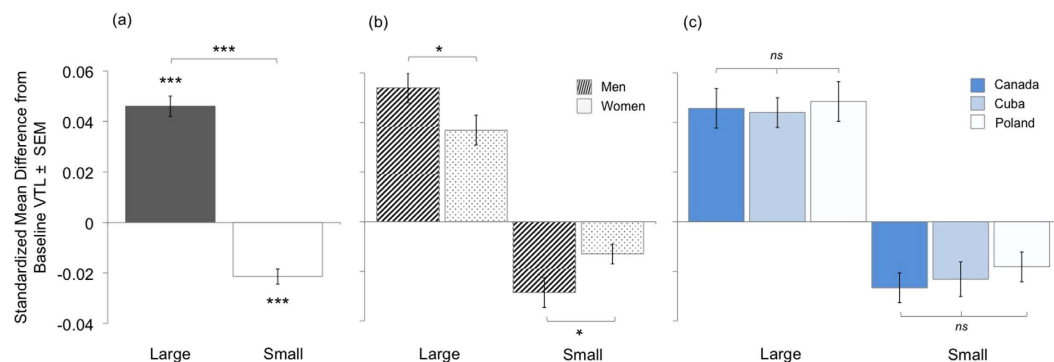 (a)
(b)
(c)
Standardized Mean Difference from
Baseline VTL ± SEM
0.06
0.04
0.02
0
-0.02
-0.04
***
***
***
Large
Small
*
Men
Women
*
Large
Small
ns
Canada
Cuba
Poland
ns
Large
Small